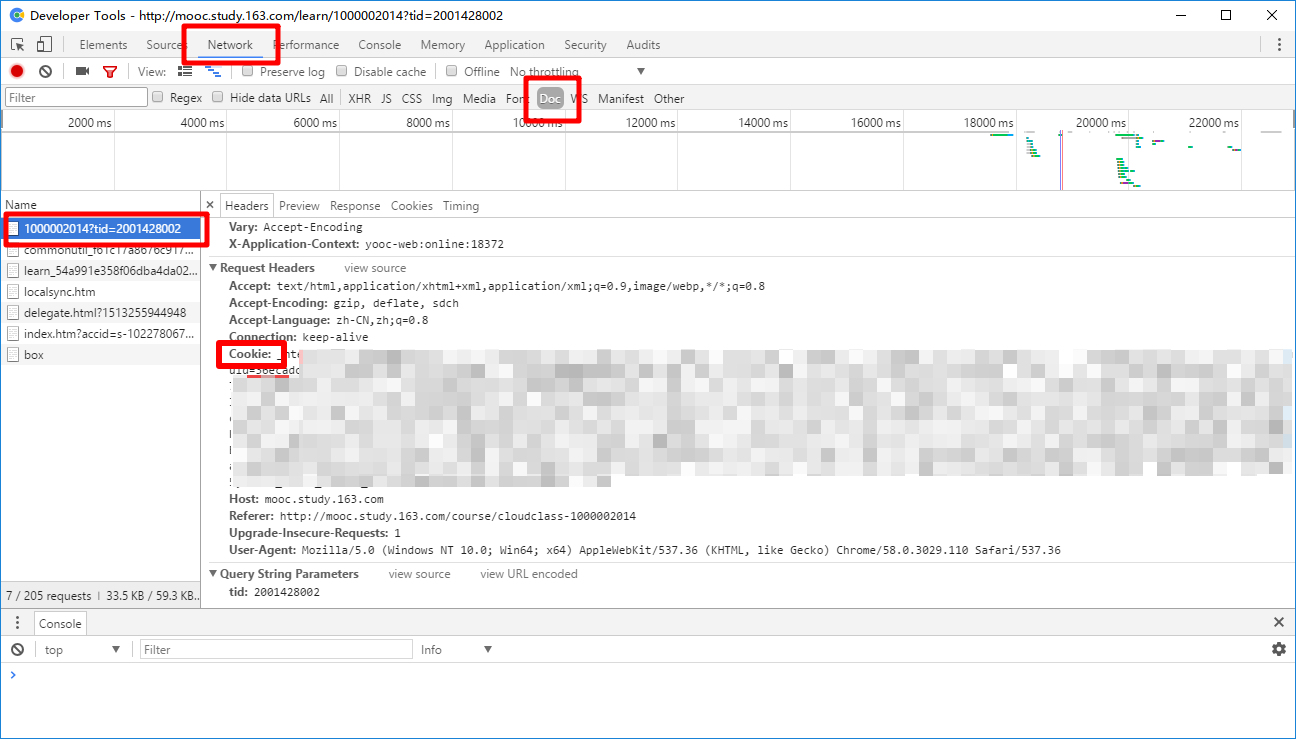 Developer Tools - http://mooc.study.163.com/learn/1000002014?tid=2001428002
Elements Sources Network Performance Console Memory Application Security Audits
View: Preserve log Disable cache Offline No throttling
Filter Regex Hide data URLs All XHR JS CSS Img Media Font Doc WS Manifest Other
2000 ms 4000 ms 6000 ms 8000 ms 10000 ms 12000 ms 14000 ms 16000 ms 18000 ms 20000 ms 22000 ms
Name
1000002014?tid=2001428002
commonutil_f61c17a8676c917...
learn_54a991e358f06dba4da02...
localsync.htm
delegate.html?1513255944948
index.htm?accid=s-102278067...
box
7 / 205 requests | 33.5 KB / 59.3 KB...
Headers Preview Response Cookies Timing
Vary: Accept-Encoding
X-Application-Context: yooc-web:online:18372
Request Headers view source
Accept: text/html,application/xhtml+xml,application/xml;q=0.9,image/webp,*/*;q=0.8
Accept-Encoding: gzip, deflate, sdch
Accept-Language: zh-CN,zh;q=0.8
Connection: keep-alive
Cookie:
Host: mooc.study.163.com
Referer: http://mooc.study.163.com/course/cloudclass-1000002014
Upgrade-Insecure-Requests: 1
User-Agent: Mozilla/5.0 (Windows NT 10.0; Win64; x64) AppleWebKit/537.36 (KHTML, like Gecko) Chrome/58.0.3029.110 Safari/537.36
Query String Parameters view source view URL encoded
tid: 2001428002
Console
top Filter Info